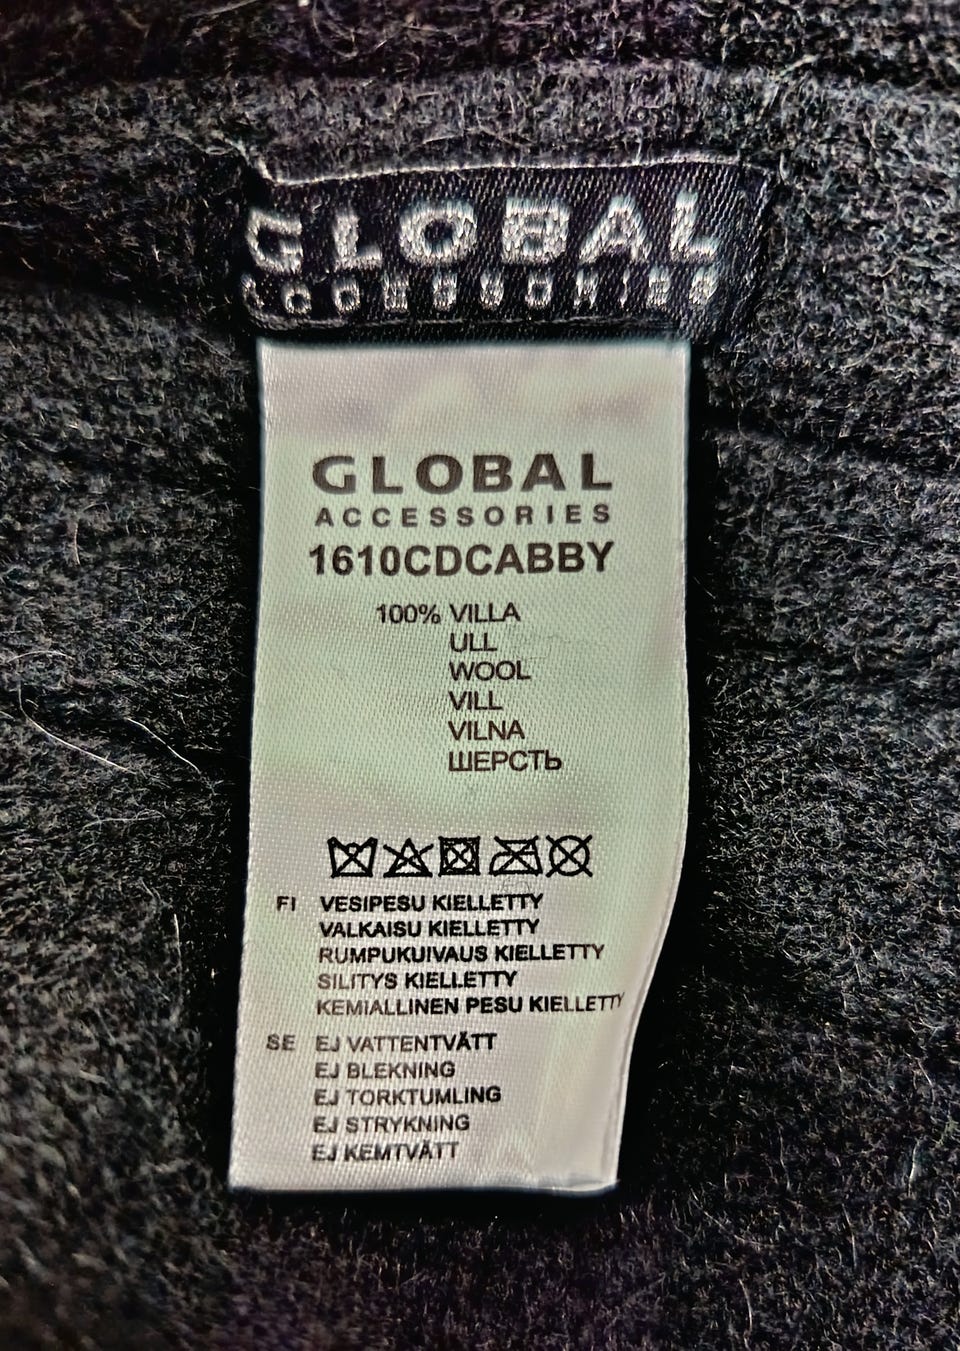 GLOBAL
ACCESSORIES
GLOBAL
ACCESSORIES
1610CDCABBY
100% VILLA
ULL
WOOL
VILL
VILNA
ШЕРСТЬ
FI VESIPESU KIELLETTY
VALKAISU KIELLETTY
RUMPUKUIVAUS KIELLETTY
SILITYS KIELLETTY
KEMIALLINEN PESU KIELLETTY
SE EJ VATTENTVÄTT
EJ BLEKNING
EJ TORKTUMLING
EJ STRYKNING
EJ KEMTVÄTT